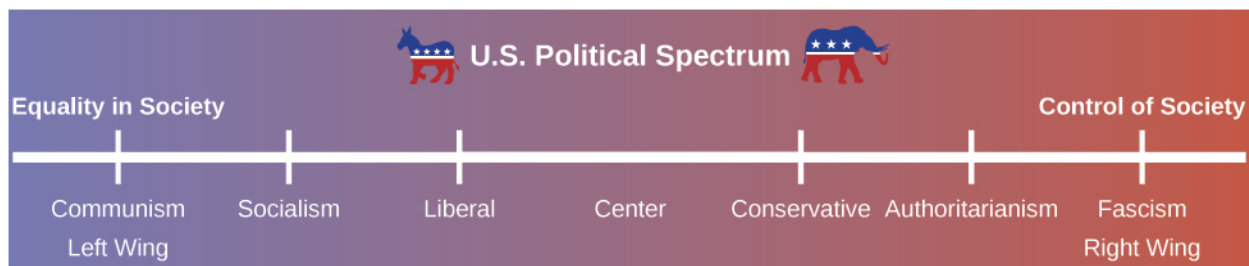 U.S. Political Spectrum
Equality in Society
Control of Society
Communism
Socialism
Liberal
Center
Conservative
Authoritarianism
Fascism
Left Wing
Right Wing